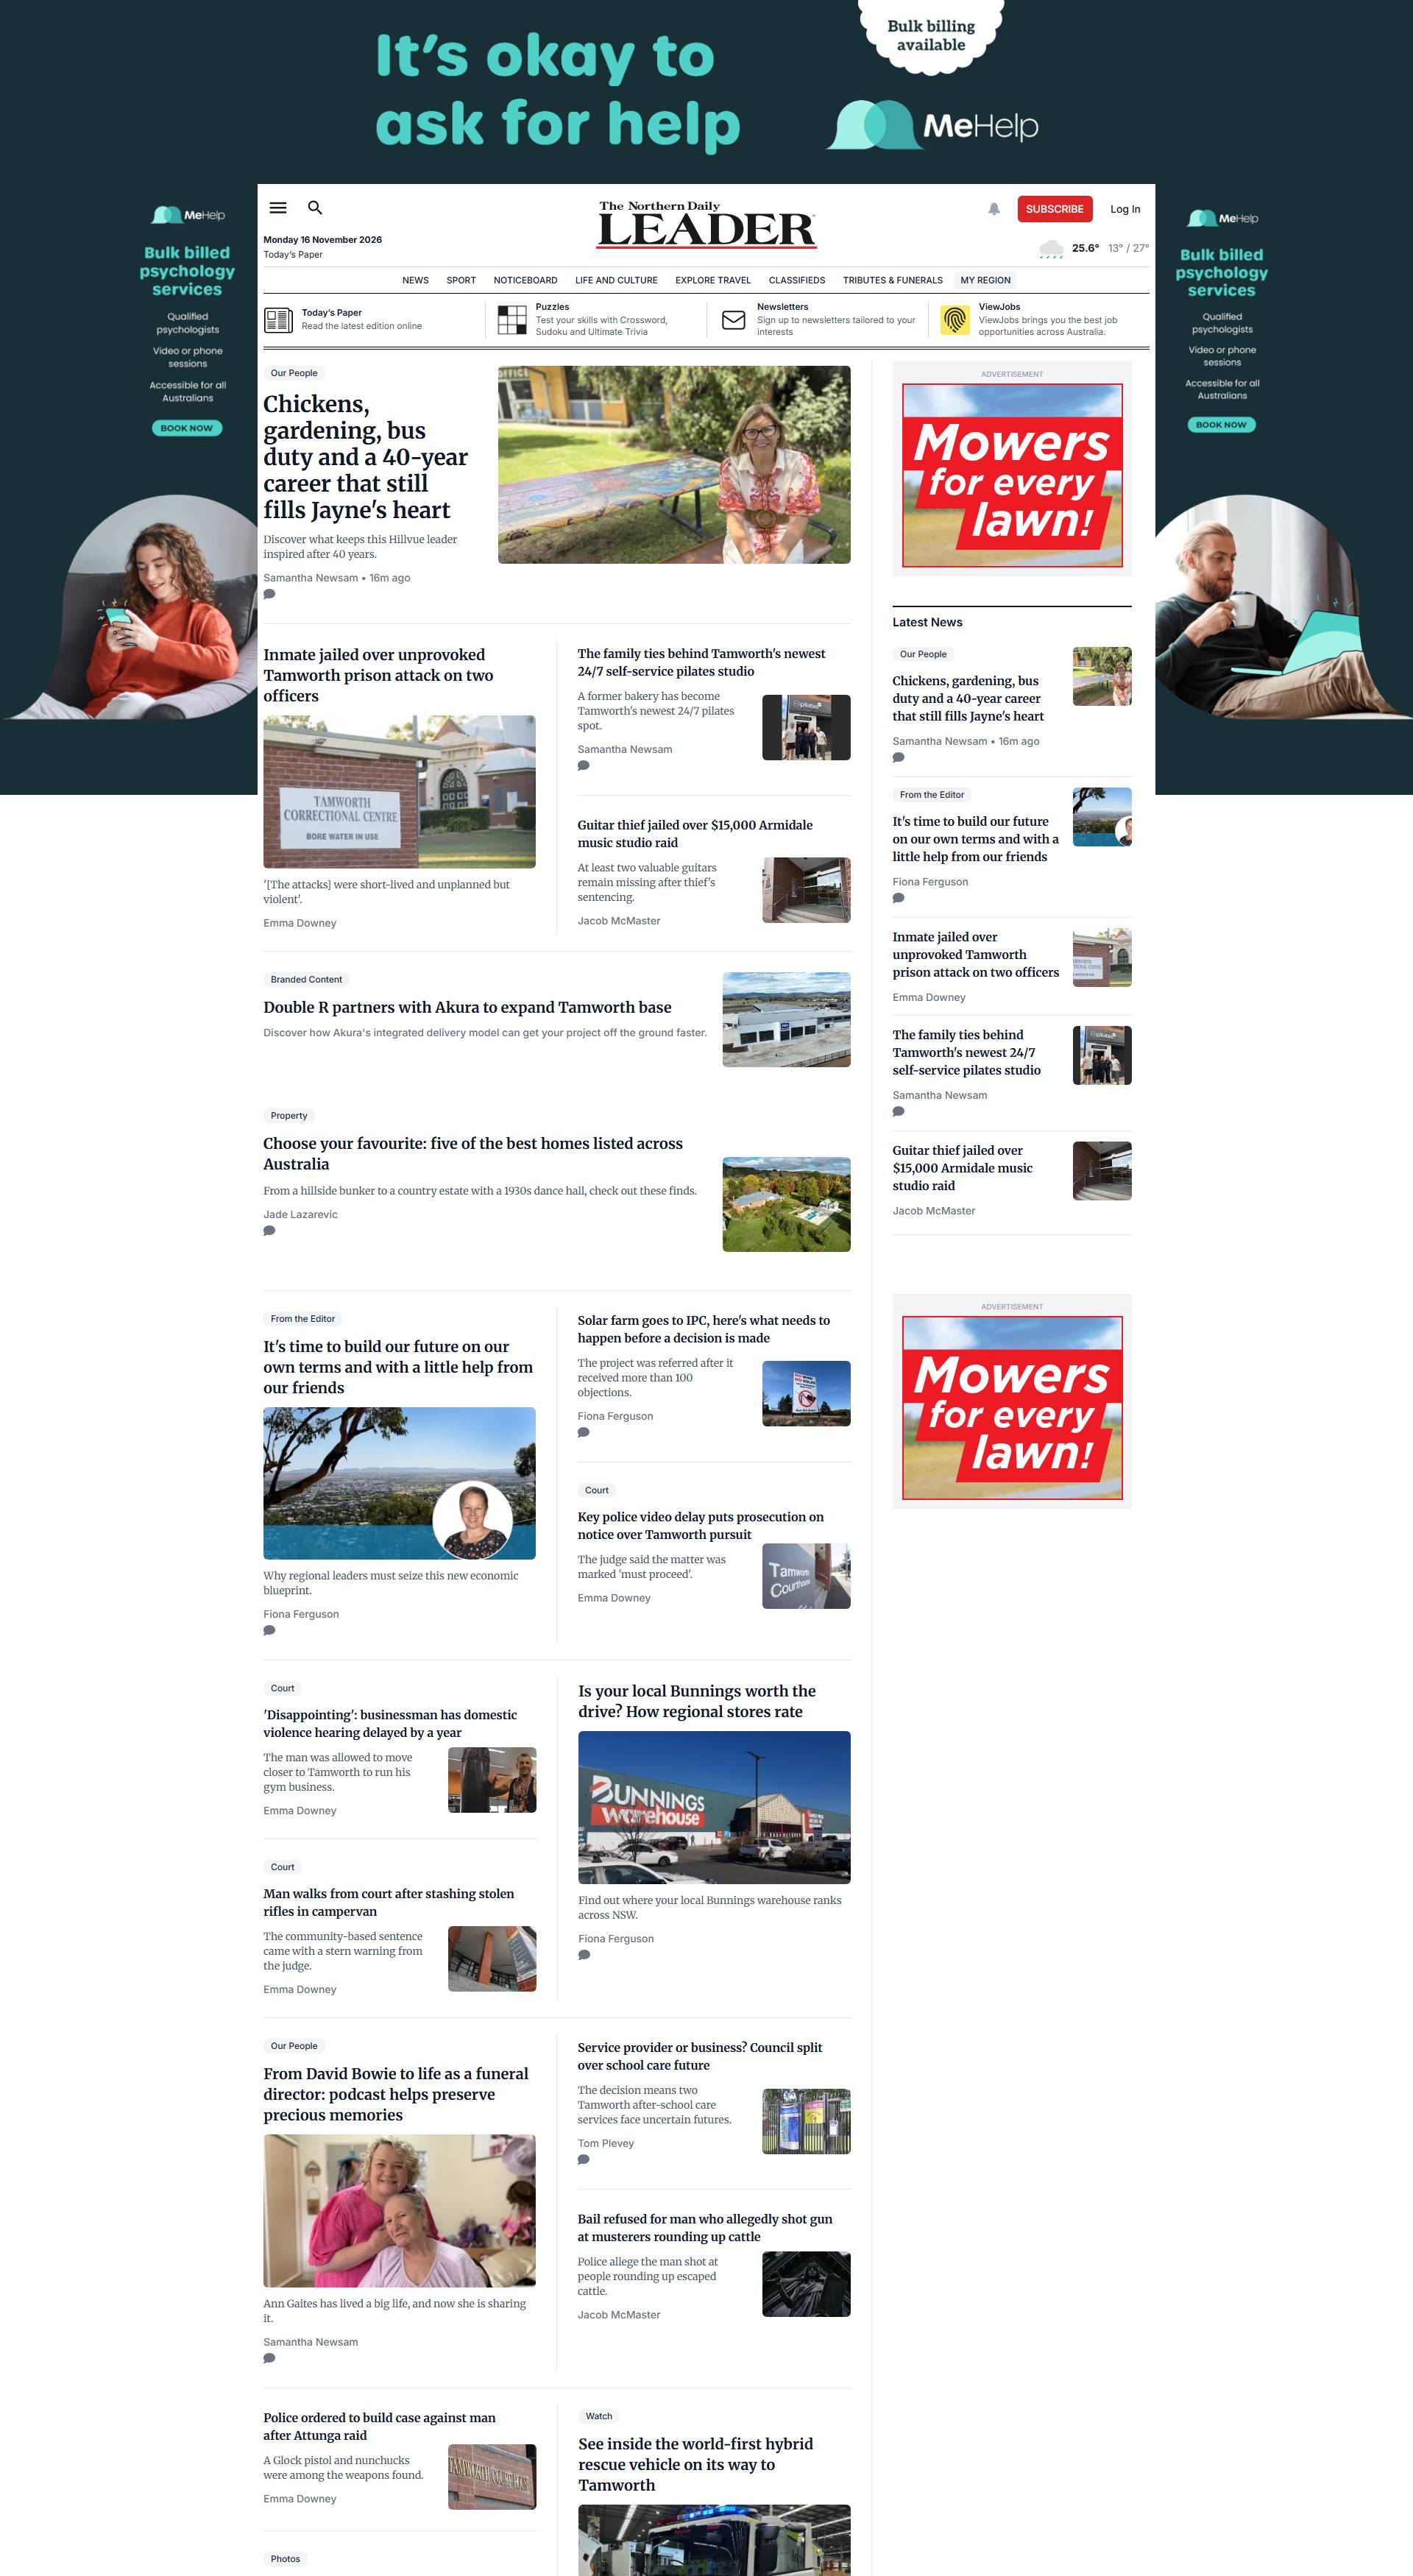 It's okay to
ask for help
Bulk billing
available
MeHelp
MeHelp
Bulk billed
psychology
services
Qualified
psychologists
Video or phone
sessions
Accessible for all
Australians
BOOK NOW
MeHelp
Bulk billed
psychology
services
Qualified
psychologists
Video or phone
sessions
Accessible for all
Australians
BOOK NOW
The Northern Daily
LEADER
SUBSCRIBE
Log In
Monday 16 November 2026
Today's Paper
25.6° 13° / 27°
NEWS SPORT NOTICEBOARD LIFE AND CULTURE EXPLORE TRAVEL CLASSIFIEDS TRIBUTES & FUNERALS MY REGION
Today's Paper
Read the latest edition online
Puzzles
Test your skills with Crossword,
Sudoku and Ultimate Trivia
Newsletters
Sign up to newsletters tailored to your
interests
ViewJobs
ViewJobs brings you the best job
opportunities across Australia.
Our People
Chickens,
gardening, bus
duty and a 40-year
career that still
fills Jayne's heart
Discover what keeps this Hillvue leader
inspired after 40 years.
Samantha Newsam • 16m ago
OFFICE
Inmate jailed over unprovoked
Tamworth prison attack on two
officers
TAMWORTH
CORRECTIONAL CENTRE
BORE WATER IN USE
'[The attacks] were short-lived and unplanned but
violent'.
Emma Downey
The family ties behind Tamworth's newest
24/7 self-service pilates studio
A former bakery has become
Tamworth's newest 24/7 pilates
spot.
Samantha Newsam
pilates
Guitar thief jailed over $15,000 Armidale
music studio raid
At least two valuable guitars
remain missing after thief's
sentencing.
Jacob McMaster
Branded Content
Double R partners with Akura to expand Tamworth base
Discover how Akura's integrated delivery model can get your project off the ground faster.
Property
Choose your favourite: five of the best homes listed across
Australia
From a hillside bunker to a country estate with a 1930s dance hall, check out these finds.
Jade Lazarevic
From the Editor
It's time to build our future on our
own terms and with a little help from
our friends
Why regional leaders must seize this new economic
blueprint.
Fiona Ferguson
Solar farm goes to IPC, here's what needs to
happen before a decision is made
The project was referred after it
received more than 100
objections.
Fiona Ferguson
Court
Key police video delay puts prosecution on
notice over Tamworth pursuit
The judge said the matter was
marked 'must proceed'.
Emma Downey
Tamworth
Courthouse
Court
'Disappointing': businessman has domestic
violence hearing delayed by a year
The man was allowed to move
closer to Tamworth to run his
gym business.
Emma Downey
Court
Man walks from court after stashing stolen
rifles in campervan
The community-based sentence
came with a stern warning from
the judge.
Emma Downey
Is your local Bunnings worth the
drive? How regional stores rate
BUNNINGS
warehouse
Find out where your local Bunnings warehouse ranks
across NSW.
Fiona Ferguson
Our People
From David Bowie to life as a funeral
director: podcast helps preserve
precious memories
Ann Gaites has lived a big life, and now she is sharing
it.
Samantha Newsam
Service provider or business? Council split
over school care future
The decision means two
Tamworth after-school care
services face uncertain futures.
Tom Plevey
Bail refused for man who allegedly shot gun
at musterers rounding up cattle
Police allege the man shot at
people rounding up escaped
cattle.
Jacob McMaster
Police ordered to build case against man
after Attunga raid
A Glock pistol and nunchucks
were among the weapons found.
Emma Downey
TAMWORTH COURT HOUSE
Photos
Watch
See inside the world-first hybrid
rescue vehicle on its way to
Tamworth
ADVERTISEMENT
Mowers
for every
lawn!
Latest News
Our People
Chickens, gardening, bus
duty and a 40-year career
that still fills Jayne's heart
Samantha Newsam • 16m ago
From the Editor
It's time to build our future
on our own terms and with a
little help from our friends
Fiona Ferguson
Inmate jailed over
unprovoked Tamworth
prison attack on two officers
Emma Downey
The family ties behind
Tamworth's newest 24/7
self-service pilates studio
Samantha Newsam
Guitar thief jailed over
$15,000 Armidale music
studio raid
Jacob McMaster
ADVERTISEMENT
Mowers
for every
lawn!